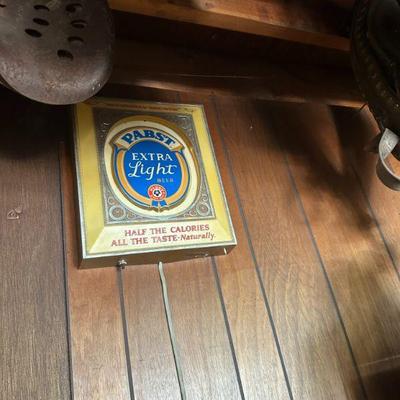 PABST
EXTRA
Light
BEER
HALF THE CALORIES
ALL THE TASTE-Naturally.